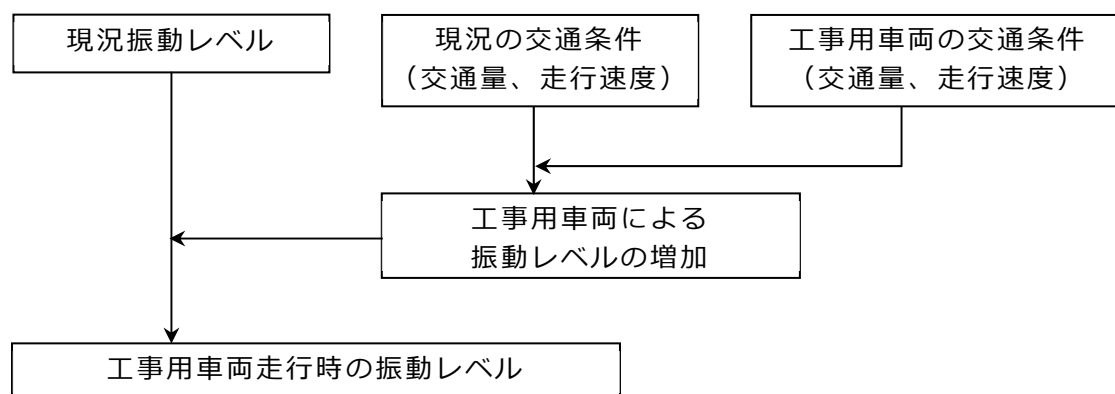 現況振動レベル
現況の交通条件
（交通量、走行速度）
工事用車両の交通条件
（交通量、走行速度）
工事用車両による
振動レベルの増加
工事用車両走行時の振動レベル